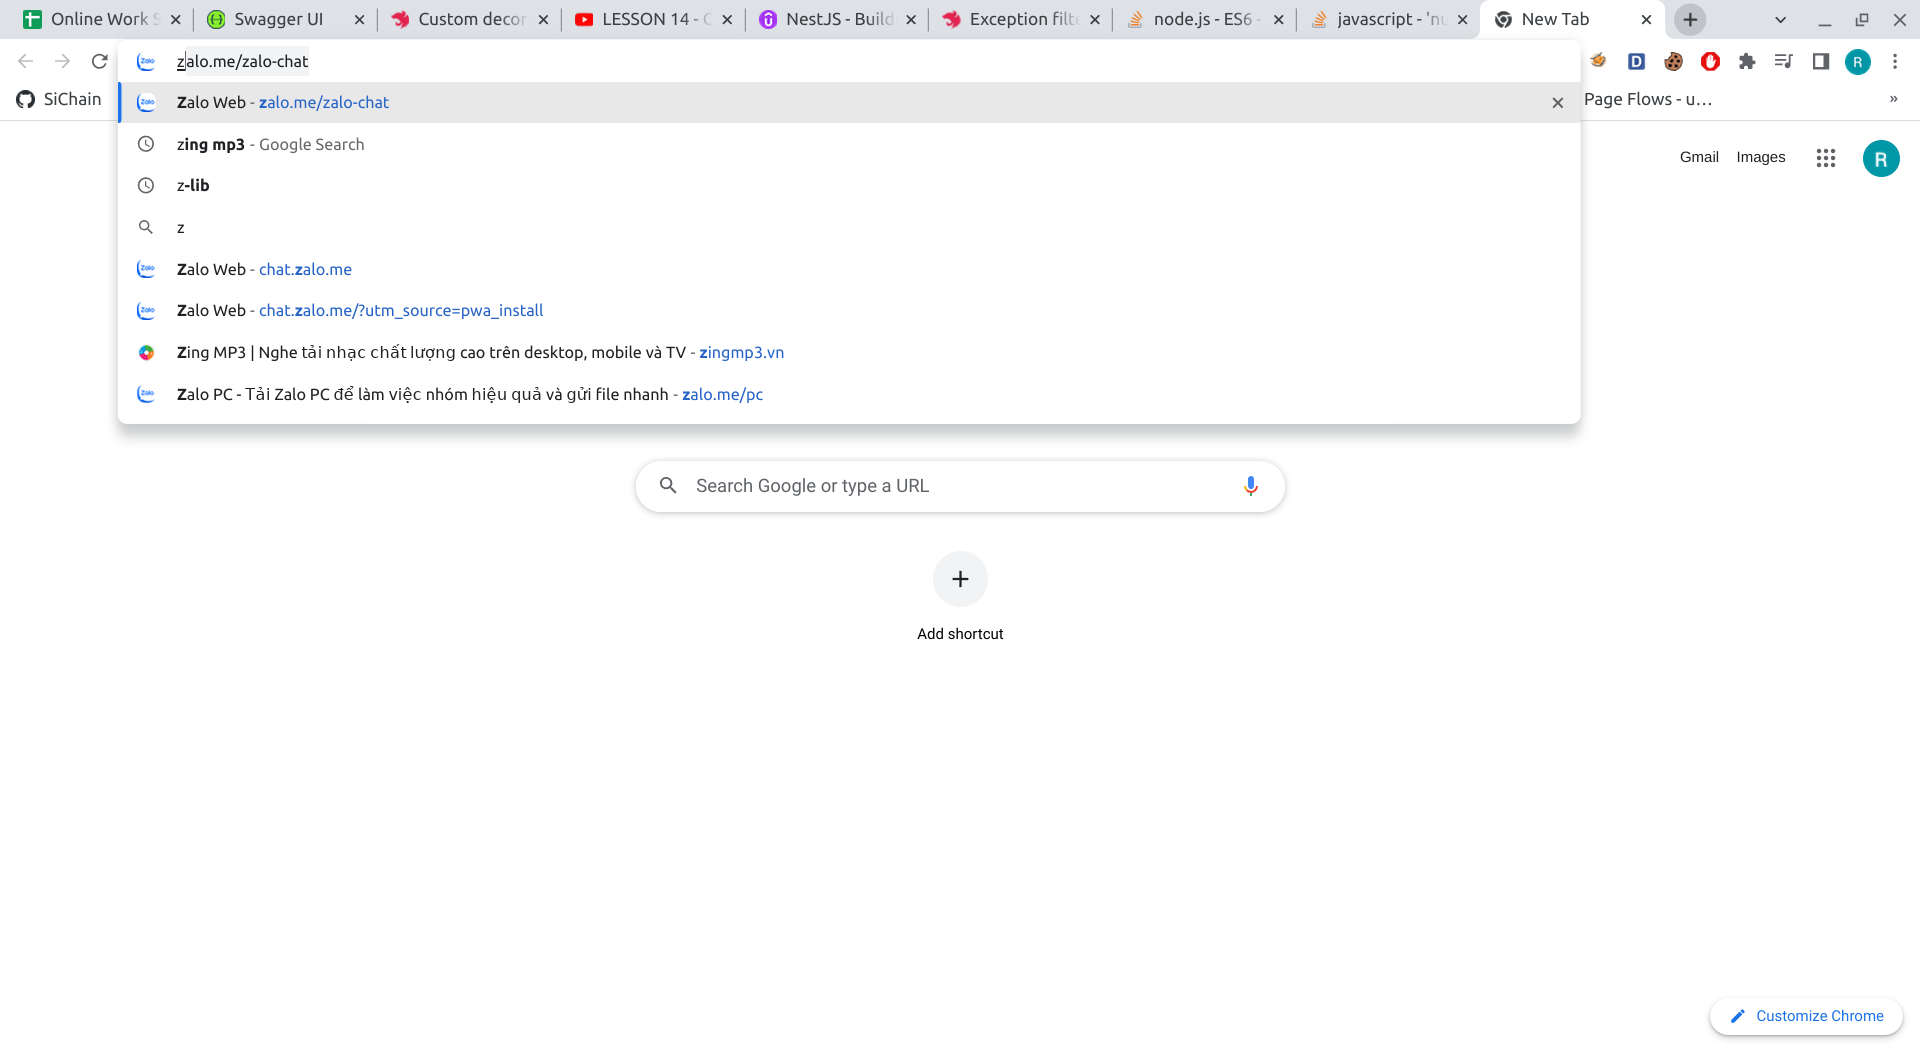 Online Work S
Swagger UI
Custom decor
LESSON 14 - C
NestJS - Build
Exception filte
node.js - ES6 -
javascript - 'nu
New Tab
zalo.me/zalo-chat
SiChain
Page Flows - u…
»
Zalo Web - zalo.me/zalo-chat
zing mp3 - Google Search
z-lib
z
Zalo Web - chat.zalo.me
Zalo Web - chat.zalo.me/?utm_source=pwa_install
Zing MP3 | Nghe tải nhạc chất lượng cao trên desktop, mobile và TV - zingmp3.vn
Zalo PC - Tải Zalo PC để làm việc nhóm hiệu quả và gửi file nhanh - zalo.me/pc
Gmail
Images
R
R
D
Search Google or type a URL
Add shortcut
Customize Chrome